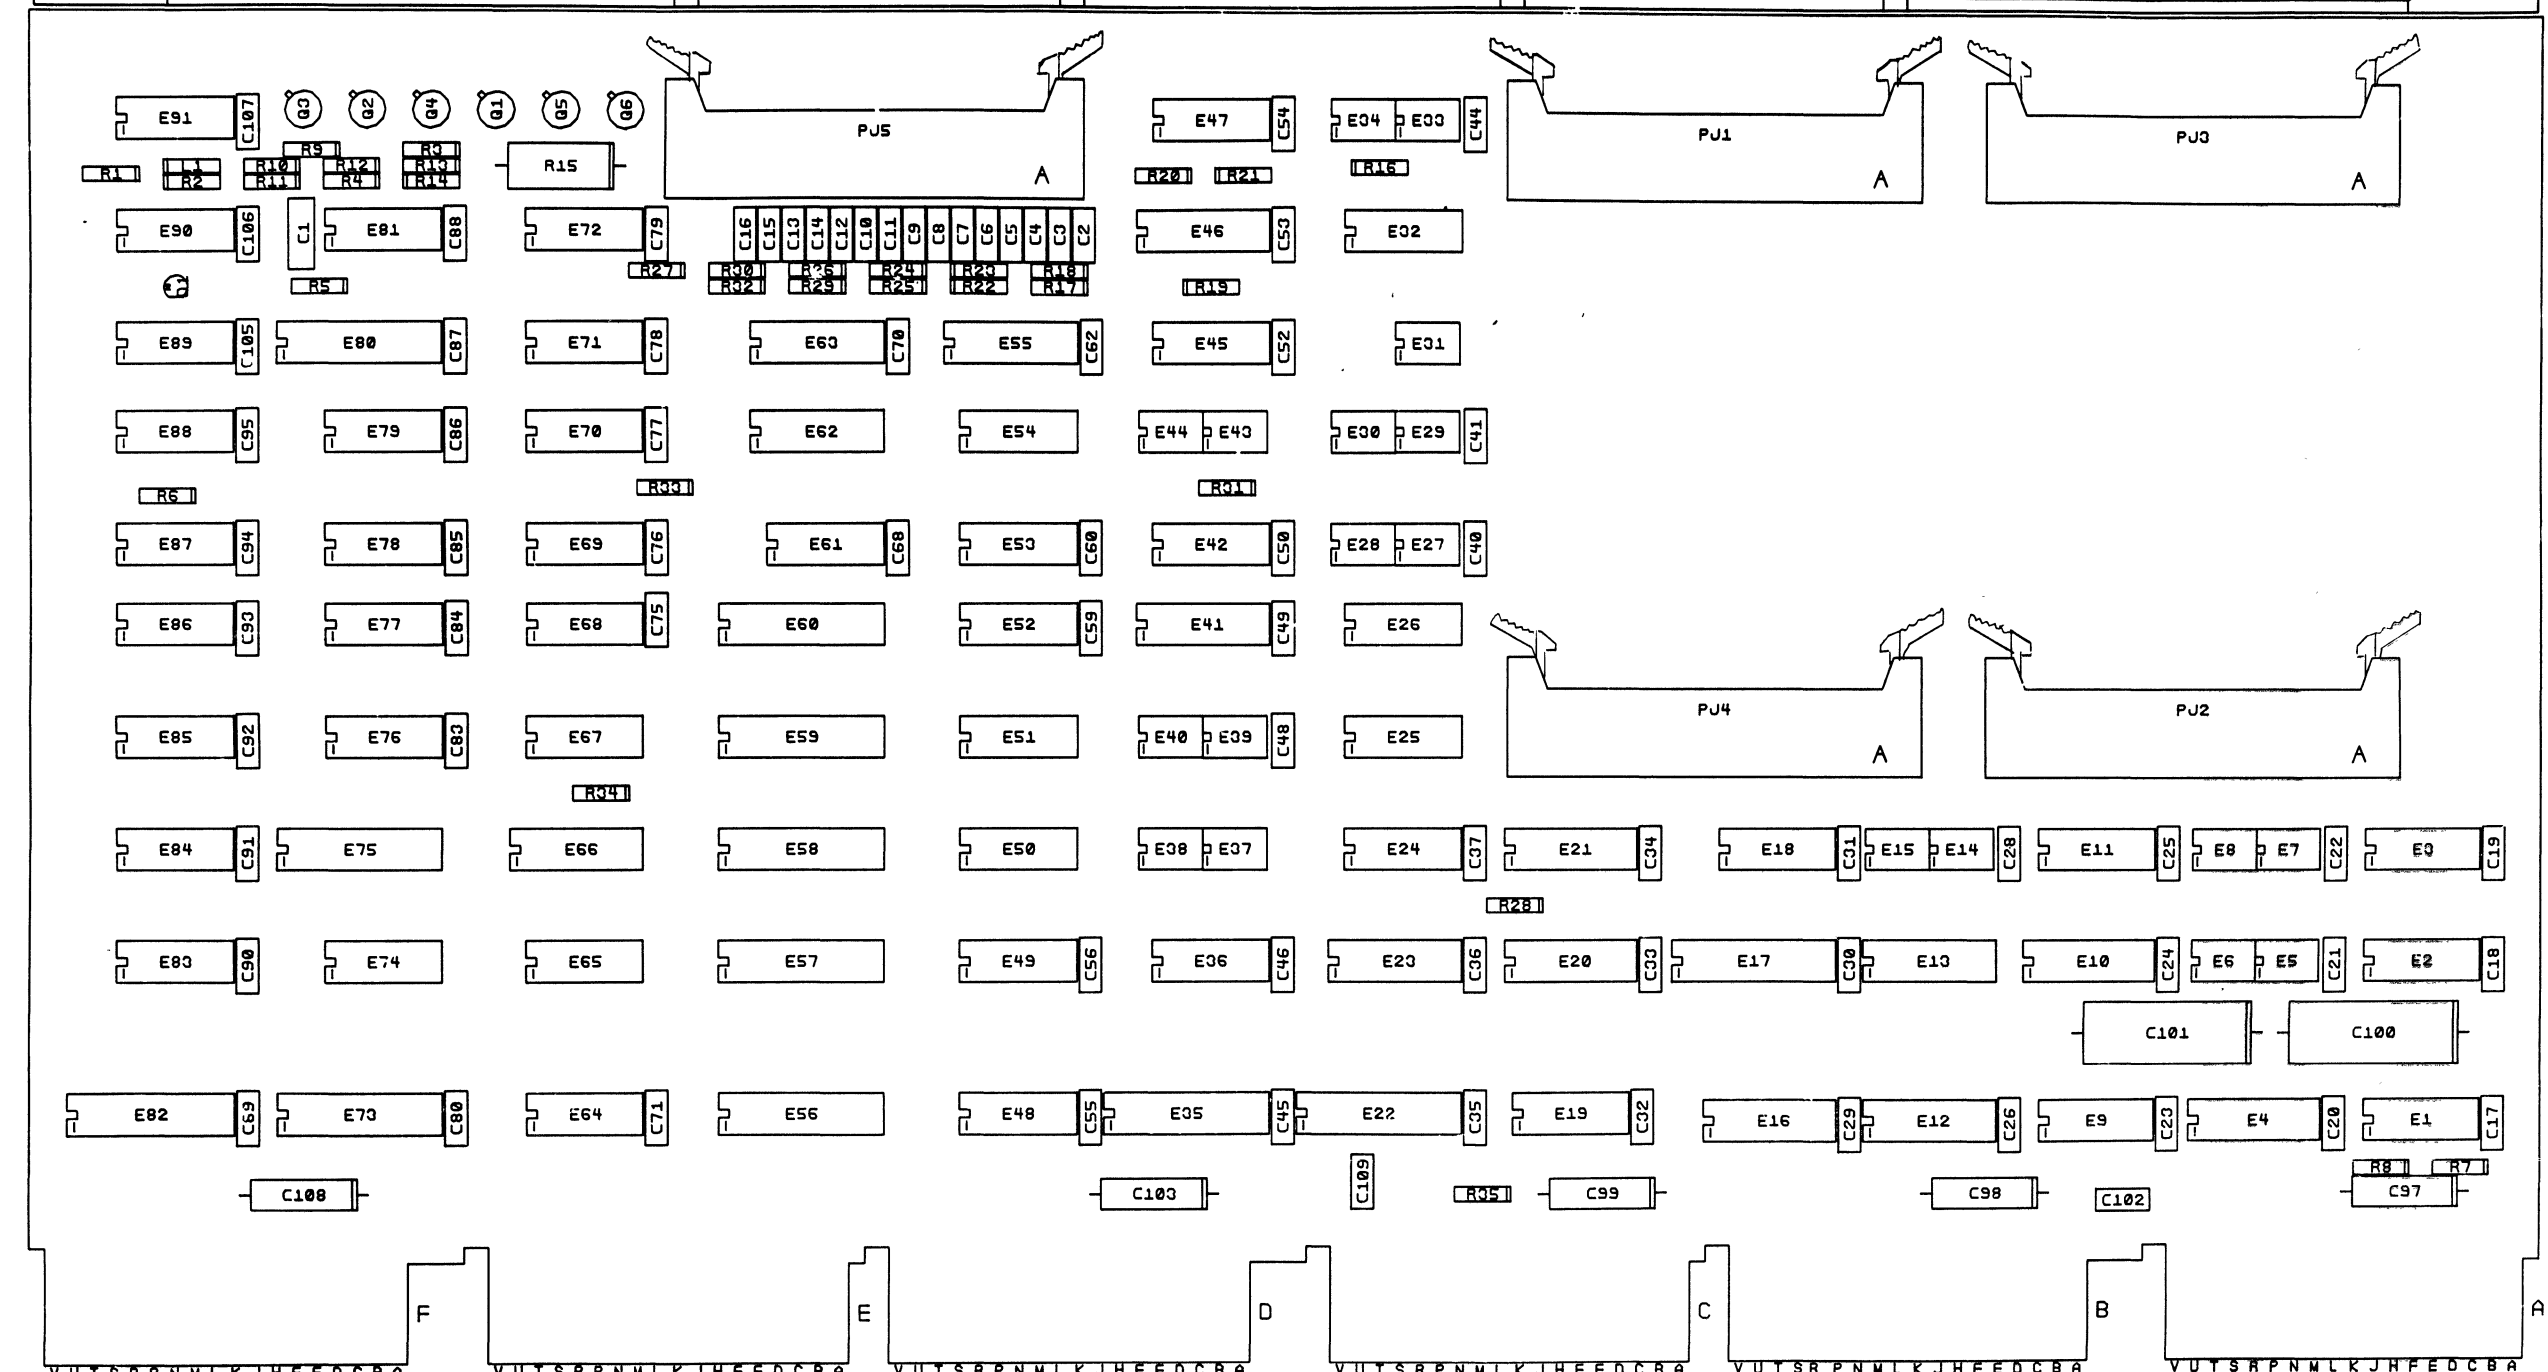 E91 C107 Q3 Q2 Q4 Q1 Q5 Q6 PJ5 E47 C54 E34 E33 C44 PJ1 PJ3
R9 R3
R1 L1 R10 R12 R13 R15 A R20 R21 R16 A A
R2 R11 R4 R14
E90 C106 C1 E81 C88 E72 C79 C16 C15 C13 C14 C12 C10 C11 C9 C8 C7 C6 C5 C4 C3 C2 E46 C53 E32
R27 R30 R26 R24 R23 R18
R5 R32 R29 R25 R22 R17 R19
E89 C105 E80 C87 E71 C78 E63 C70 E55 C62 E45 C52 E31
E88 C95 E79 C86 E70 C77 E62 E54 E44 E43 E30 E29 C41
R6 R33 R31
E87 C94 E78 C85 E69 C76 E61 C68 E53 C60 E42 C50 E28 E27 C40
E86 C93 E77 C84 E68 C75 E60 E52 C59 E41 C49 E26
PJ4 PJ2
E85 C92 E76 C83 E67 E59 E51 E40 E39 C48 E25 A A
R34
E84 C91 E75 E66 E58 E50 E38 E37 E24 C37 E21 C34 E18 C31 E15 E14 C28 E11 C25 E8 E7 C22 E3 C19
R28
E83 C90 E74 E65 E57 E49 C56 E36 C46 E23 C36 E20 C33 E17 C30 E13 E10 C24 E6 E5 C21 E2 C18
C101 C100
E82 C69 E73 C80 E64 C71 E56 E48 C55 E35 C45 E22 C35 E19 C32 E16 C29 E12 C26 E9 C23 E4 C20 E1 C17
R8 R7
C108 C103 C109 R35 C99 C98 C102 C97
F E D C B A